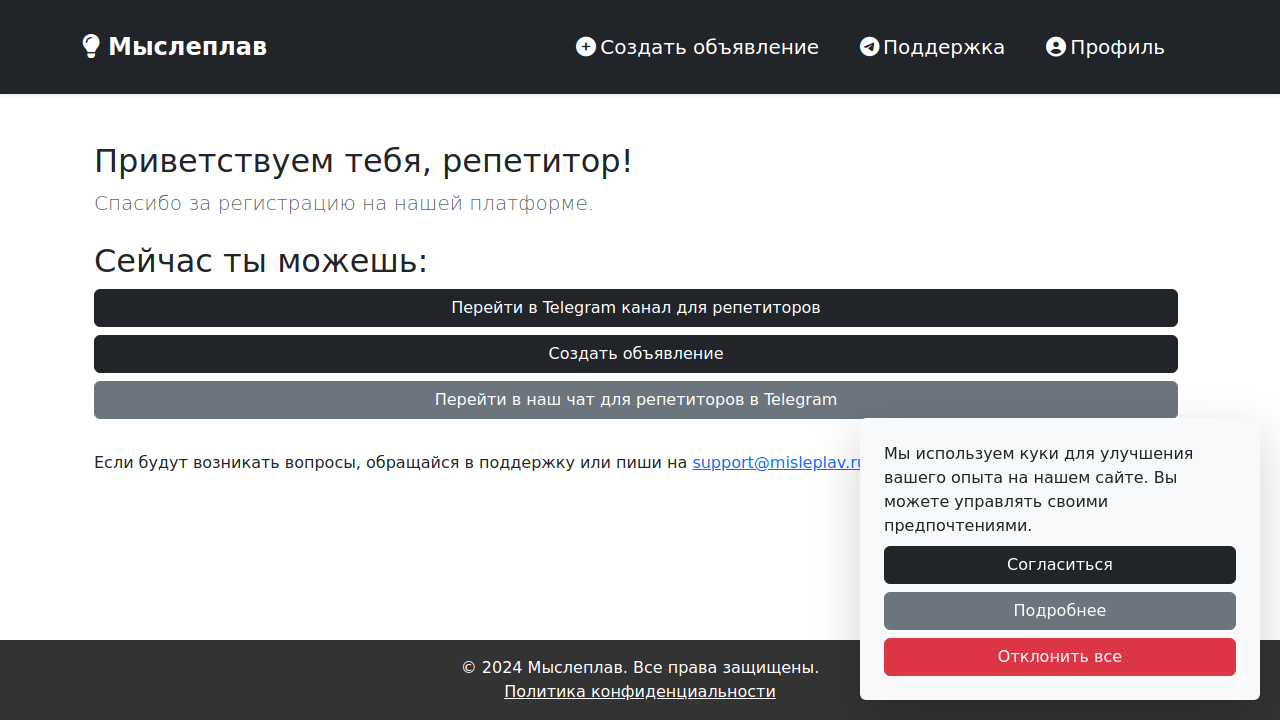 Мыслеплав
Создать объявление
Поддержка
Профиль
Приветствуем тебя, репетитор!
Спасибо за регистрацию на нашей платформе.
Сейчас ты можешь:
Перейти в Telegram канал для репетиторов
Создать объявление
Перейти в наш чат для репетиторов в Telegram
Если будут возникать вопросы, обращайся в поддержку или пиши на support@misleplav.ru
Мы используем куки для улучшения
вашего опыта на нашем сайте. Вы
можете управлять своими
предпочтениями.
Согласиться
Подробнее
Отклонить все
© 2024 Мыслеплав. Все права защищены.
Политика конфиденциальности